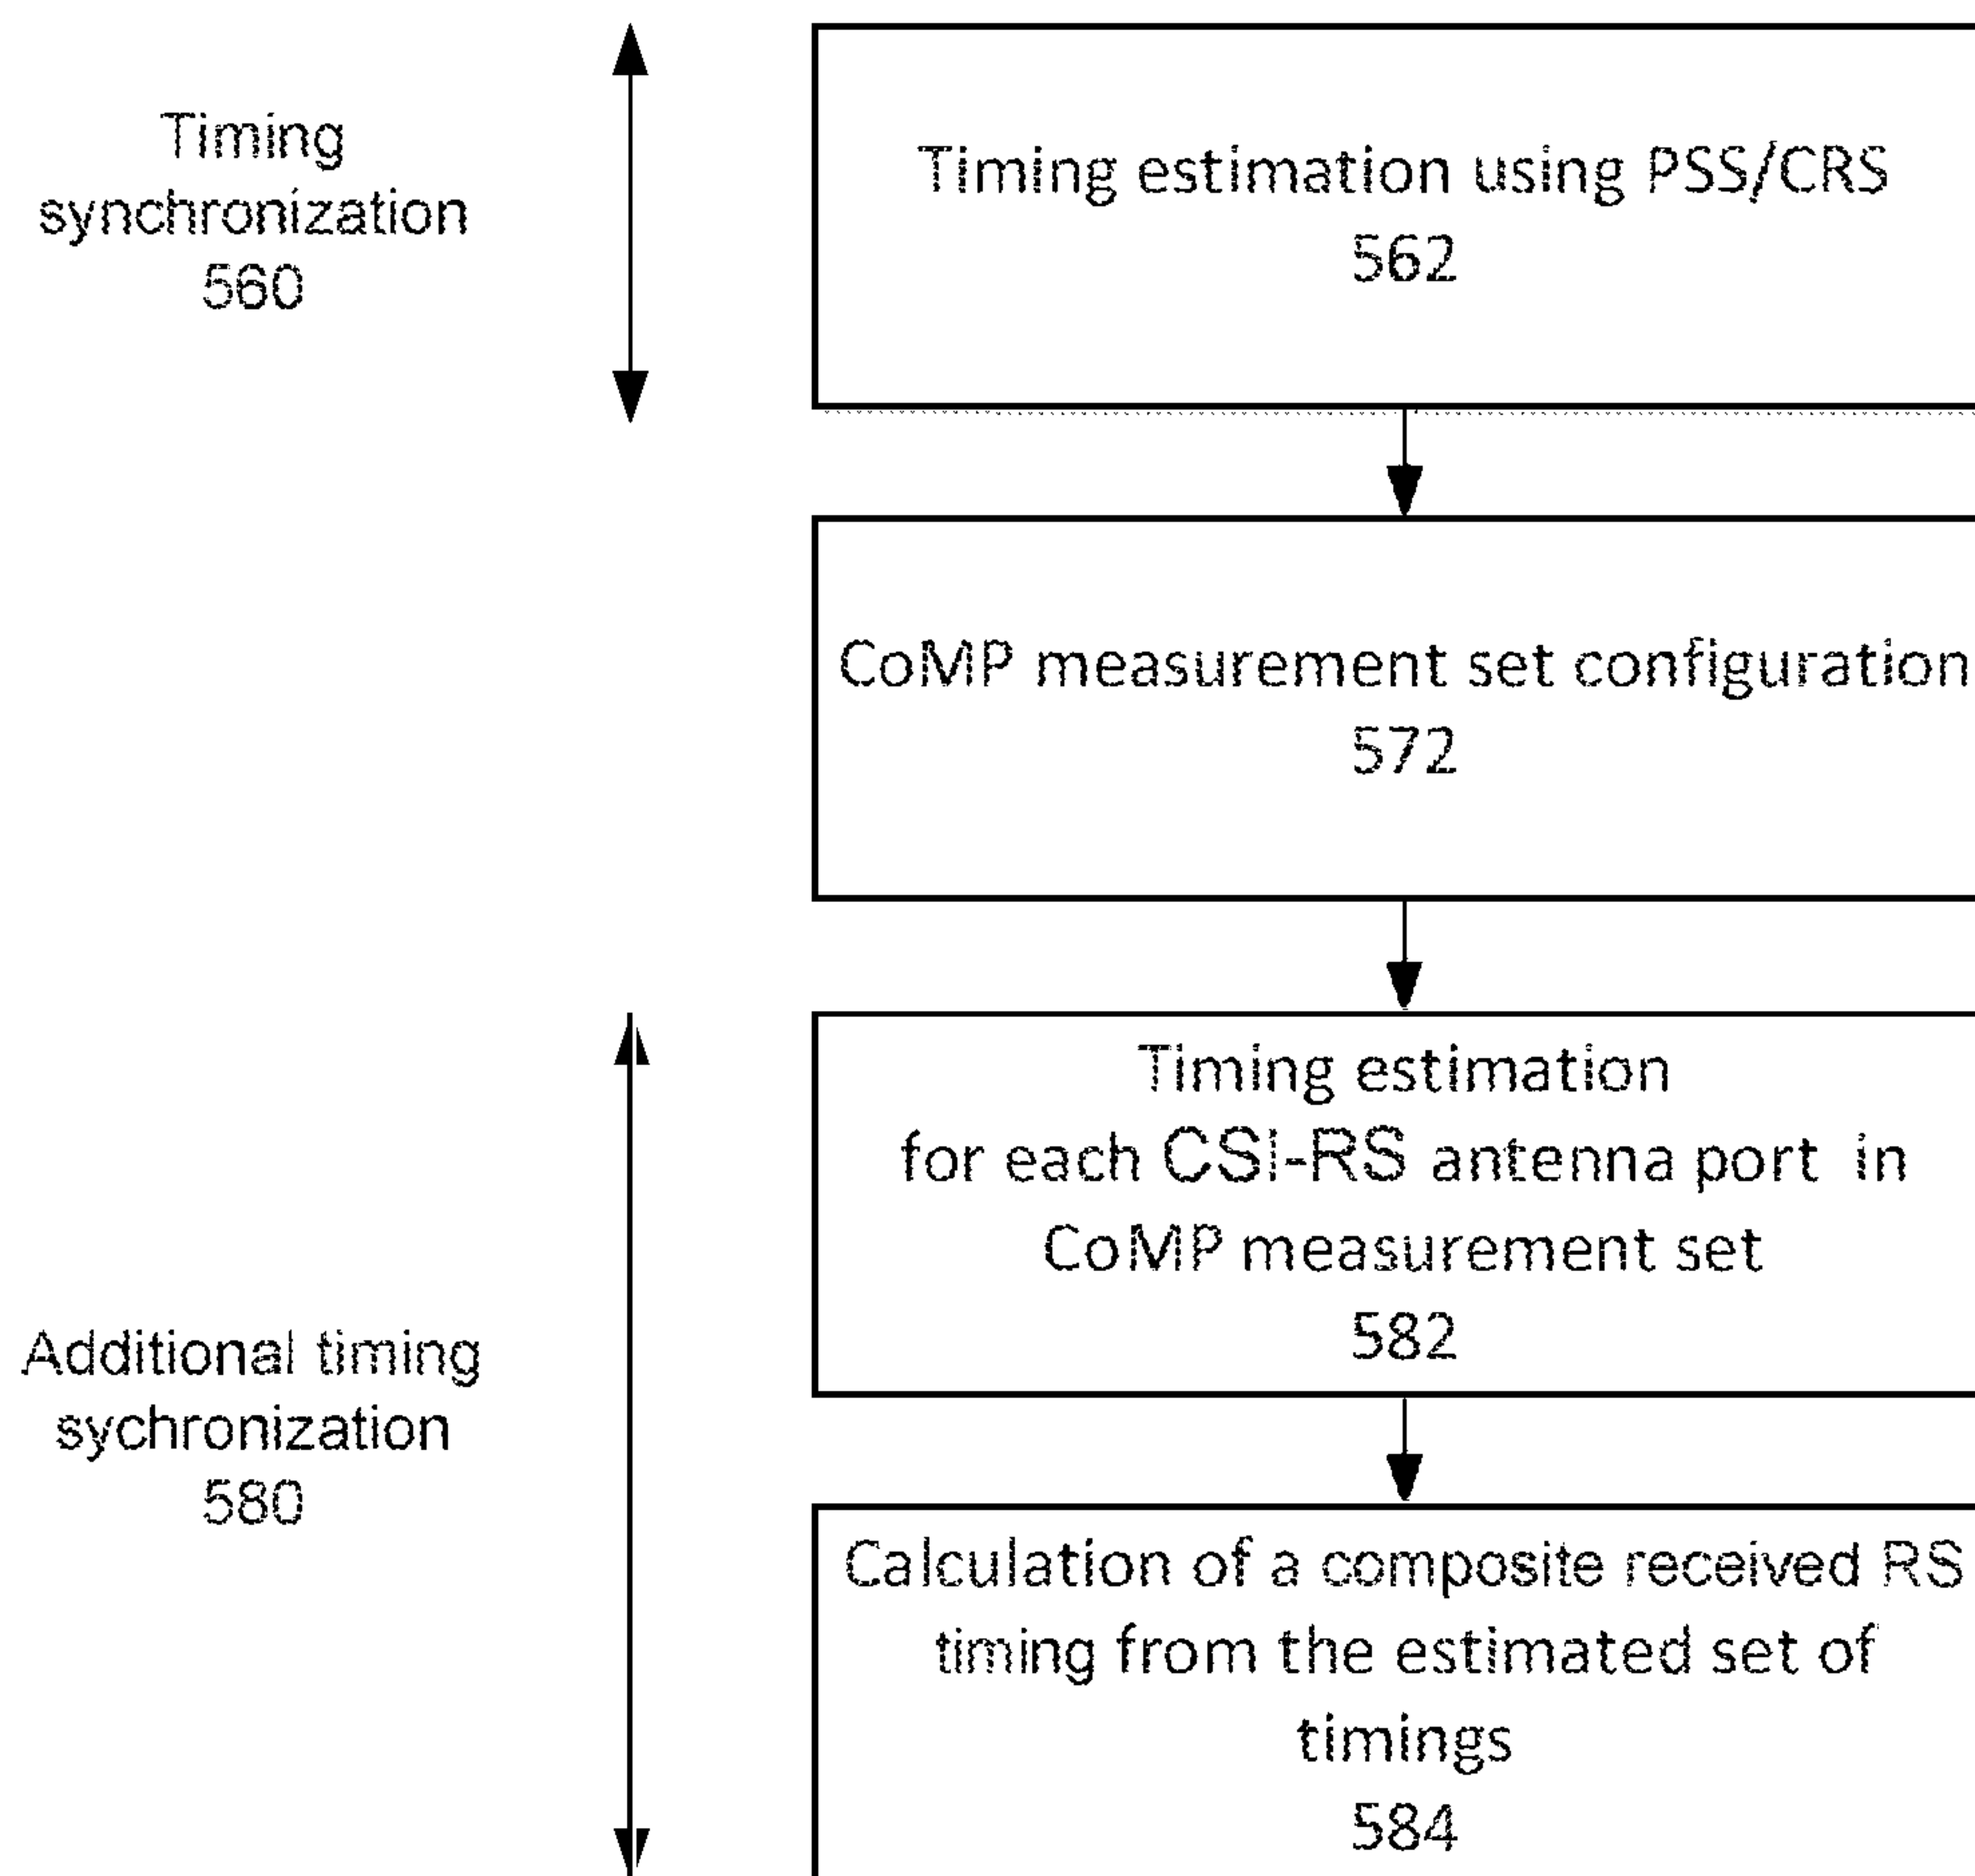 Timing
synchronization
560
Timing estimation using PSS/CRS
562
CoMP measurement set configuration
572
Additional timing
sychronization
580
Timing estimation
for each CSI-RS antenna port in
CoMP measurement set
582
Calculation of a composite received RS
timing from the estimated set of
timings
584